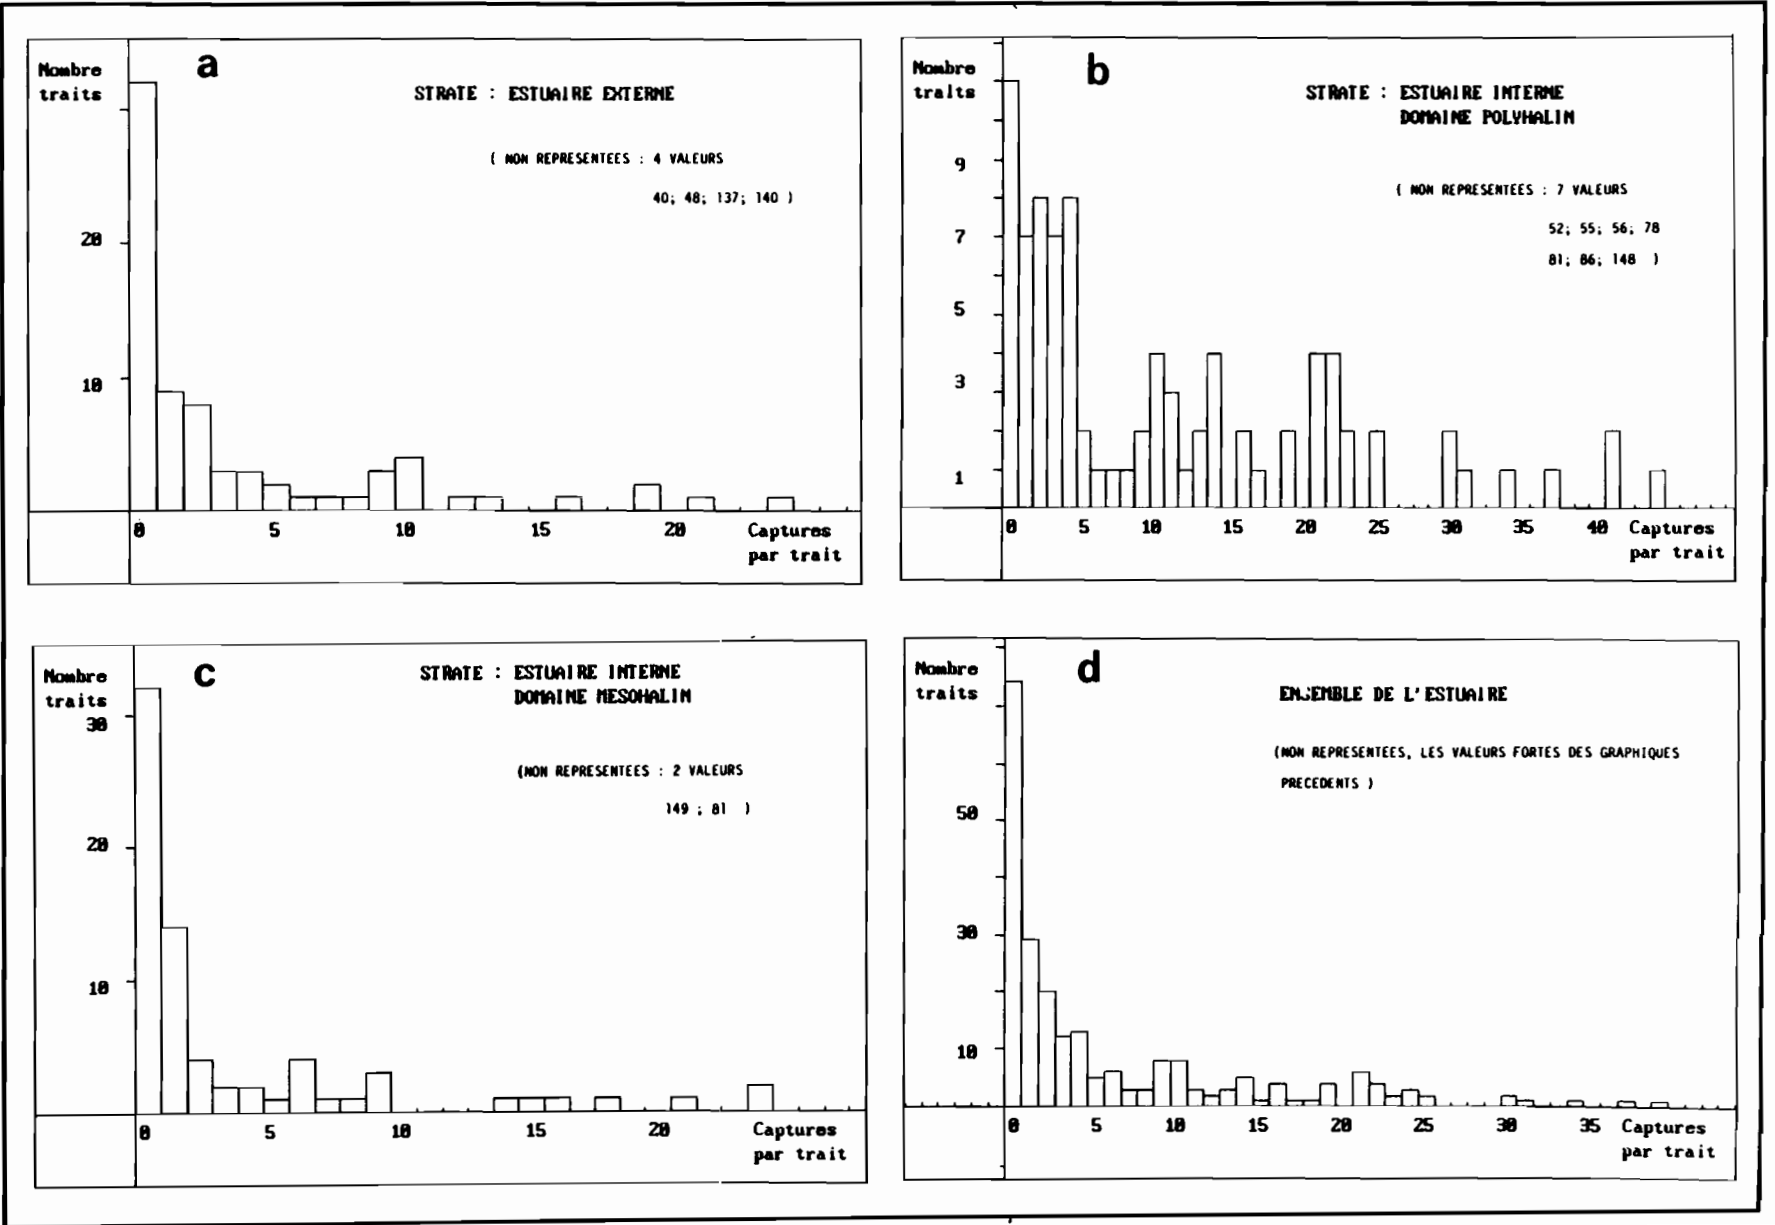 a
Nombre
traits
STRATE : ESTUAIRE EXTERNE
( NON REPRESENTEES : 4 VALEURS
40; 48; 137; 140 )
20
10
0 5 10 15 20 Captures
par trait
b
Nombre
traits
STRATE : ESTUAIRE INTERNE
DOMAINE POLYHALIN
( NON REPRESENTEES : 7 VALEURS
52; 55; 56; 78
81; 86; 148 )
9
7
5
3
1
0 5 10 15 20 25 30 35 40 Captures
par trait
c
Nombre
traits
STRATE : ESTUAIRE INTERNE
DOMAINE MESOHALIN
(NON REPRESENTEES : 2 VALEURS
149 ; 81 )
30
20
10
0 5 10 15 20 Captures
par trait
d
Nombre
traits
ENSEMBLE DE L'ESTUAIRE
(NON REPRESENTEES, LES VALEURS FORTES DES GRAPHIQUES
PRECEDENTS )
50
30
10
0 5 10 15 20 25 30 35 Captures
par trait